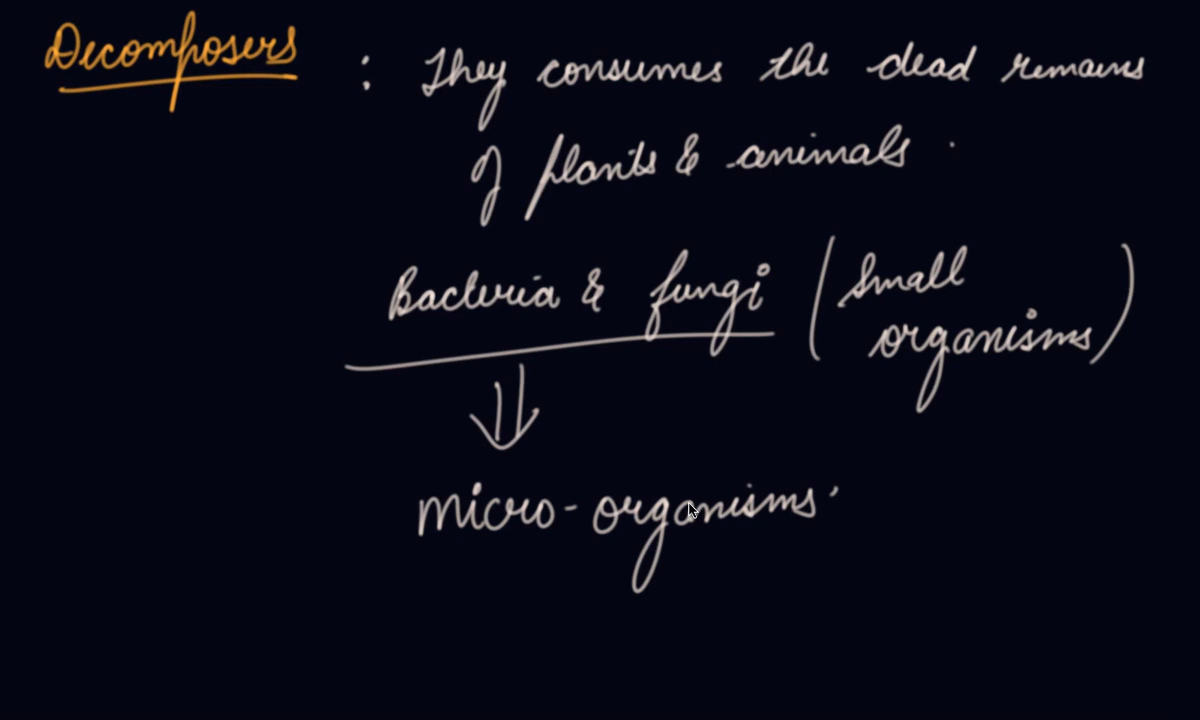 Decomposers : They consumes the dead remains
of plants & animals.
Bacteria & fungi (Small
organisms)
micro-organisms.